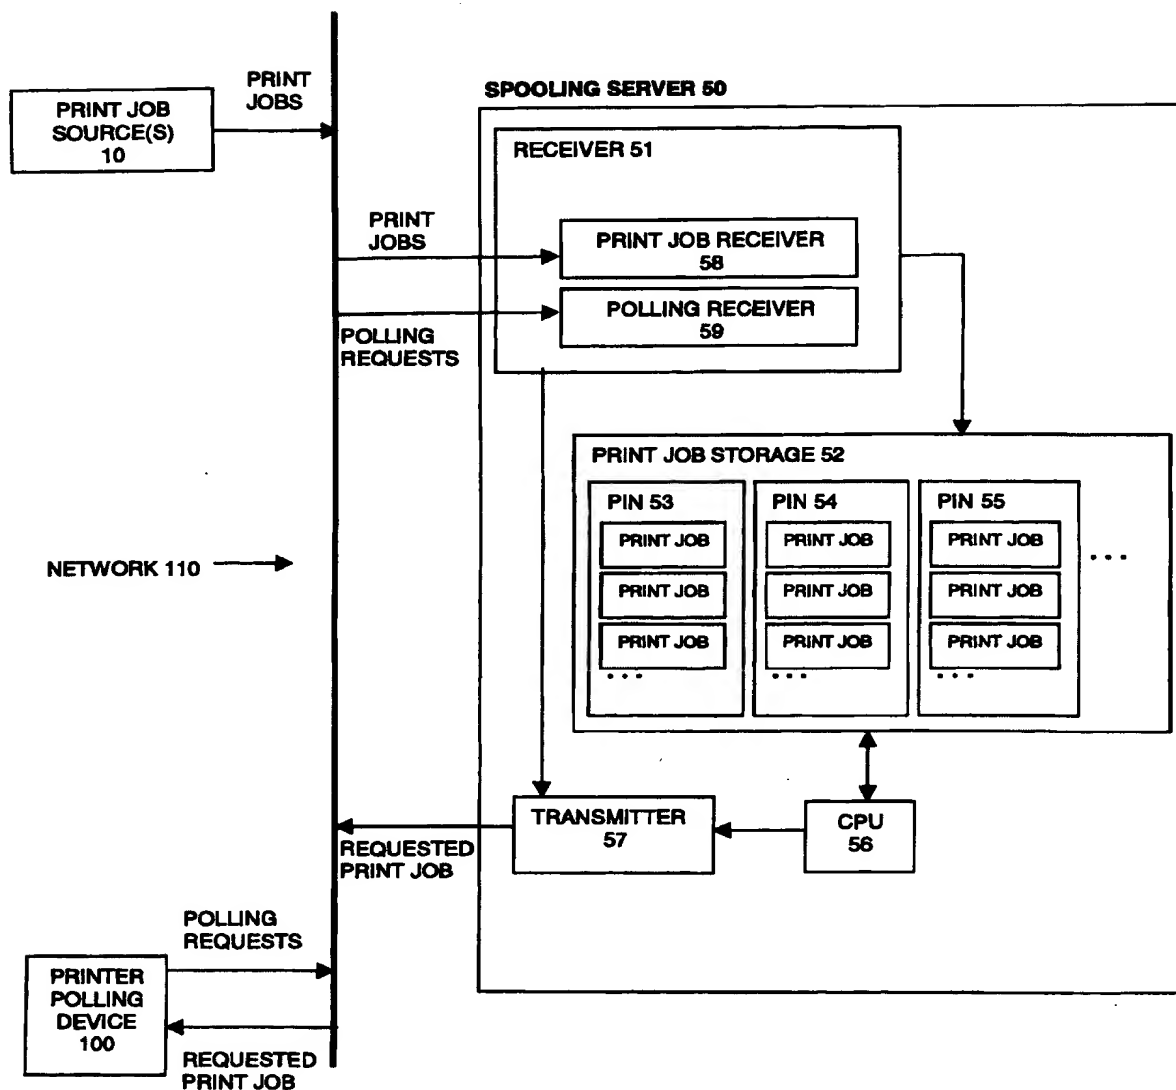 PRINT
JOBS
PRINT JOB
SOURCE(S)
10
SPOOLING SERVER 50
RECEIVER 51
PRINT
JOBS
PRINT JOB RECEIVER
58
POLLING RECEIVER
59
POLLING
REQUESTS
PRINT JOB STORAGE 52
PIN 53
PRINT JOB
PRINT JOB
PRINT JOB
...
PIN 54
PRINT JOB
PRINT JOB
PRINT JOB
...
PIN 55
PRINT JOB
PRINT JOB
PRINT JOB
...
...
NETWORK 110
TRANSMITTER
57
CPU
56
REQUESTED
PRINT JOB
POLLING
REQUESTS
PRINTER
POLLING
DEVICE
100
REQUESTED
PRINT JOB